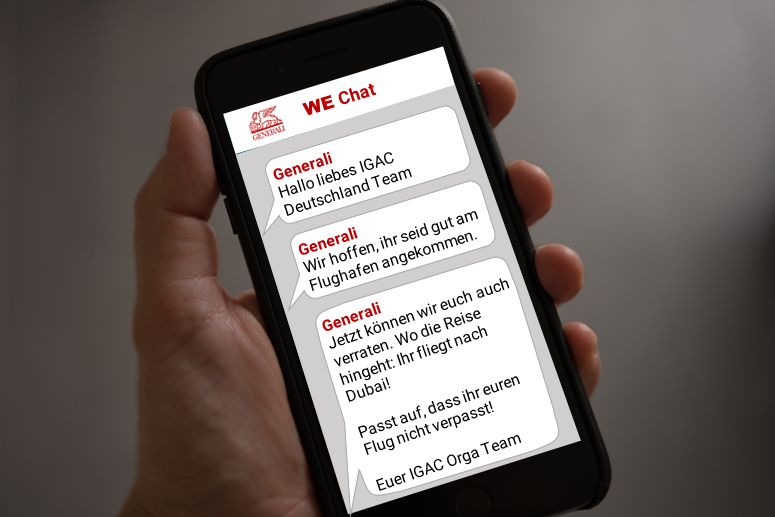 GENERALI
WE Chat
Generali
Hallo liebes IGAC
Deutschland Team
Generali
Wir hoffen, ihr seid gut am
Flughafen angekommen.
Generali
Jetzt können wir euch auch
verraten. Wo die Reise
hingeht: Ihr fliegt nach
Dubai!
Passt auf, dass ihr euren
Flug nicht verpasst!
Euer IGAC Orga Team